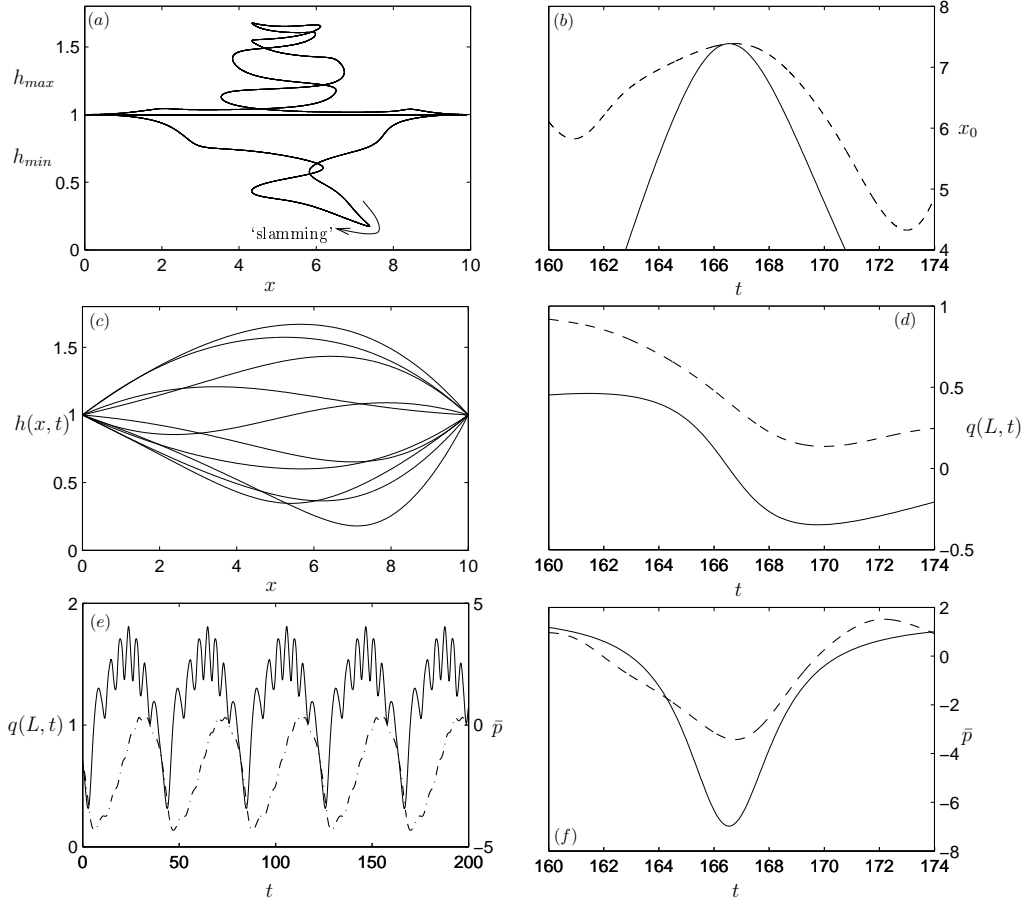 (a)
1.5
h_max
1
h_min
0.5
0
'slamming'
0 2 4 6 8 10
x
(b)
8
7
6
5
4
x_0
160 162 164 166 168 170 172 174
t
(c)
1.5
h(x, t)
1
0.5
0
0 2 4 6 8 10
x
(d)
1
0.5
q(L, t)
0
−0.5
160 162 164 166 168 170 172 174
t
(e)
2
q(L, t)
1
0
5
0
p̄
−5
0 50 100 150 200
t
(f)
2
0
−2
p̄
−4
−6
−8
160 162 164 166 168 170 172 174
t